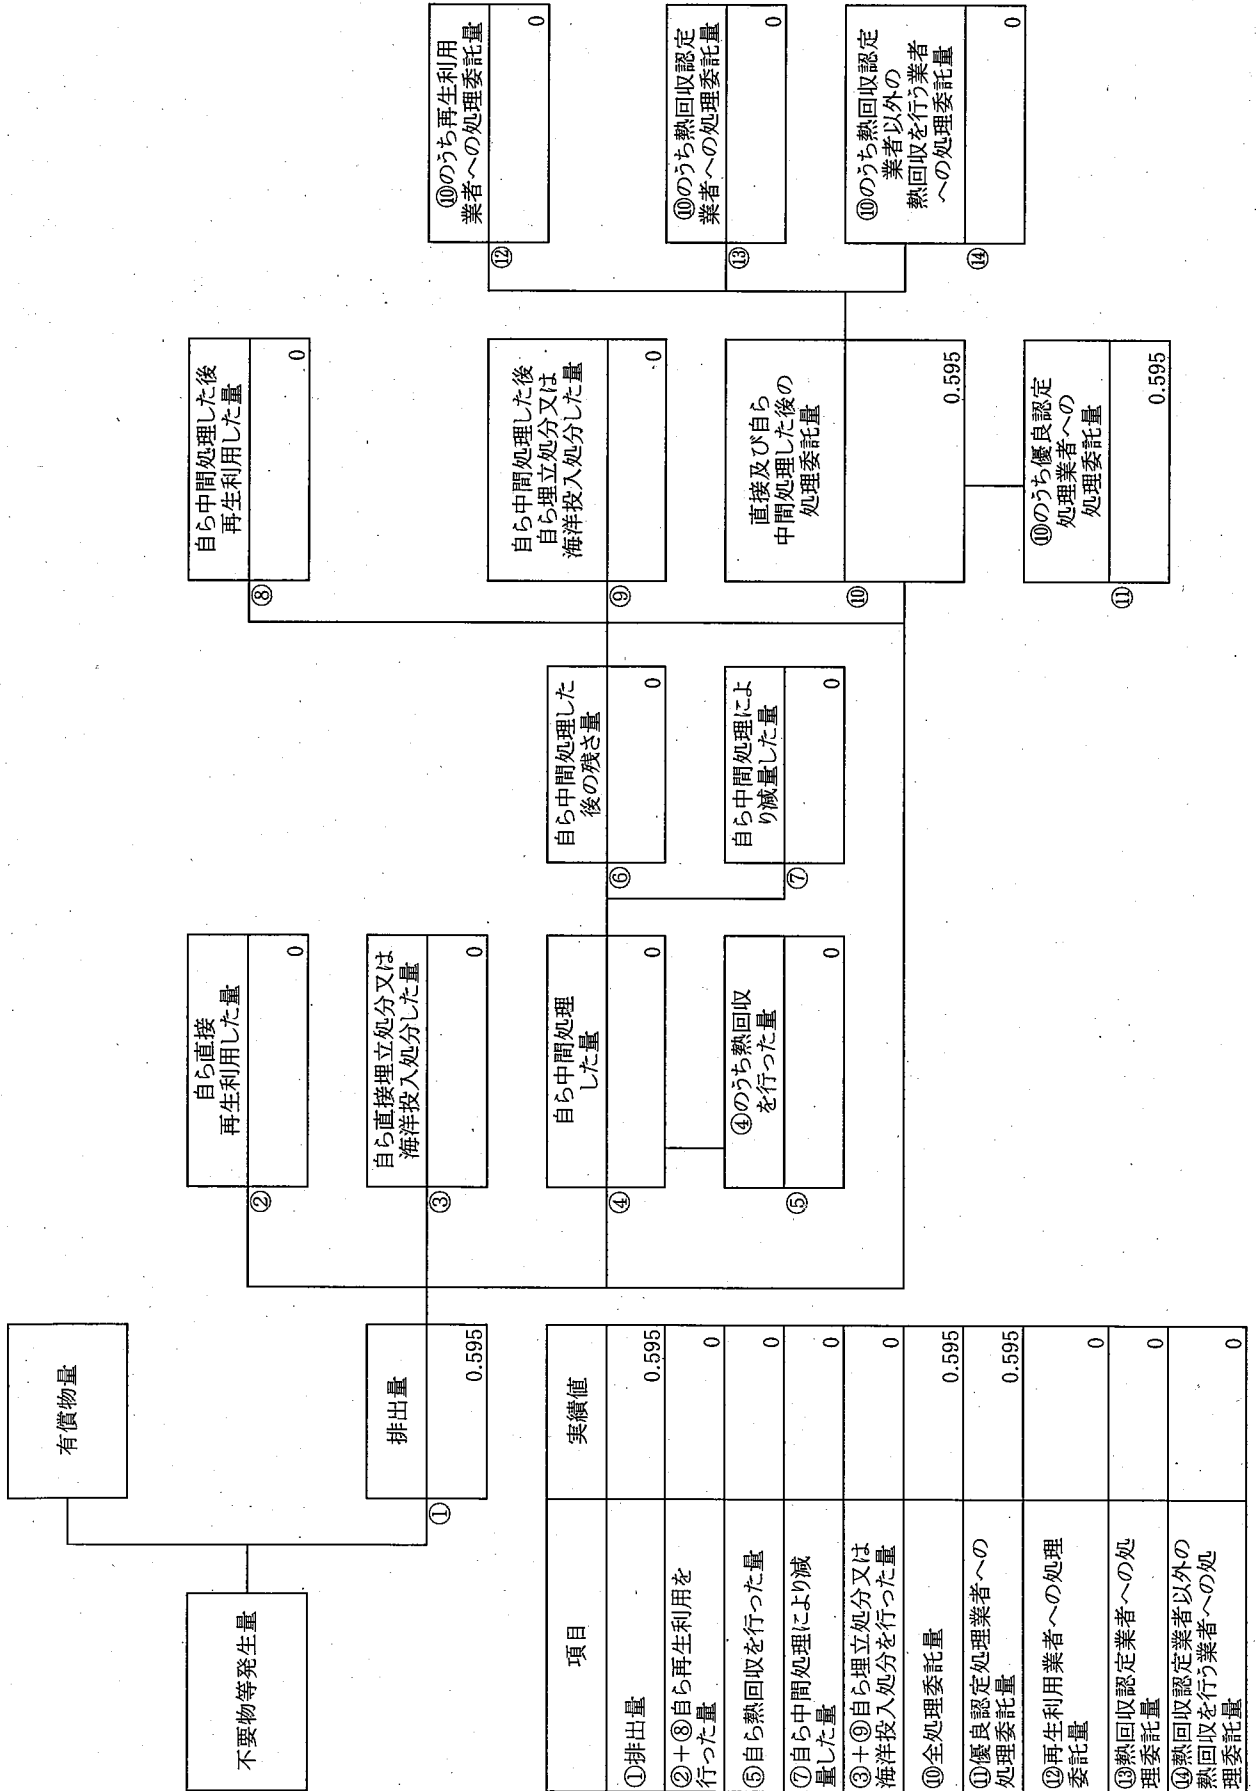 不要物等発生量
有償物量
①
排出量
0.595
②
自ら直接
再生利用した量
0
③
自ら直接埋立処分又は
海洋投入処分した量
④
自ら中間処理
した量
0
⑤
④のうち熱回収
を行った量
0
⑥
自ら中間処理した
後の残さ量
0
⑦
自ら中間処理によ
り減量した量
0
⑧
自ら中間処理した後
再生利用した量
0
⑨
自ら中間処理した後
自ら埋立処分又は
海洋投入処分した量
0
⑩
直接及び自ら
中間処理した後の
処理委託量
0.595
⑪
⑩のうち優良認定
処理業者への
処理委託量
0.595
⑫
⑩のうち再生利用
業者への処理委託量
0
⑬
⑩のうち熱回収認定
業者への処理委託量
0
⑭
⑩のうち熱回収認定
業者以外の
熱回収を行う業者
への処理委託量
0
項目 実績値
①排出量 0.595
②+⑧自ら再生利用を
行った量 0
⑤自ら熱回収を行った量 0
⑦自ら中間処理により減
量した量 0
③+⑨自ら埋立処分又は
海洋投入処分を行った量 0
⑩全処理委託量 0.595
⑪優良認定処理業者への
処理委託量 0.595
⑫再生利用業者への処理
委託量 0
⑬熱回収認定業者への処
理委託量 0
⑭熱回収認定業者以外の
熱回収を行う業者への処
理委託量 0